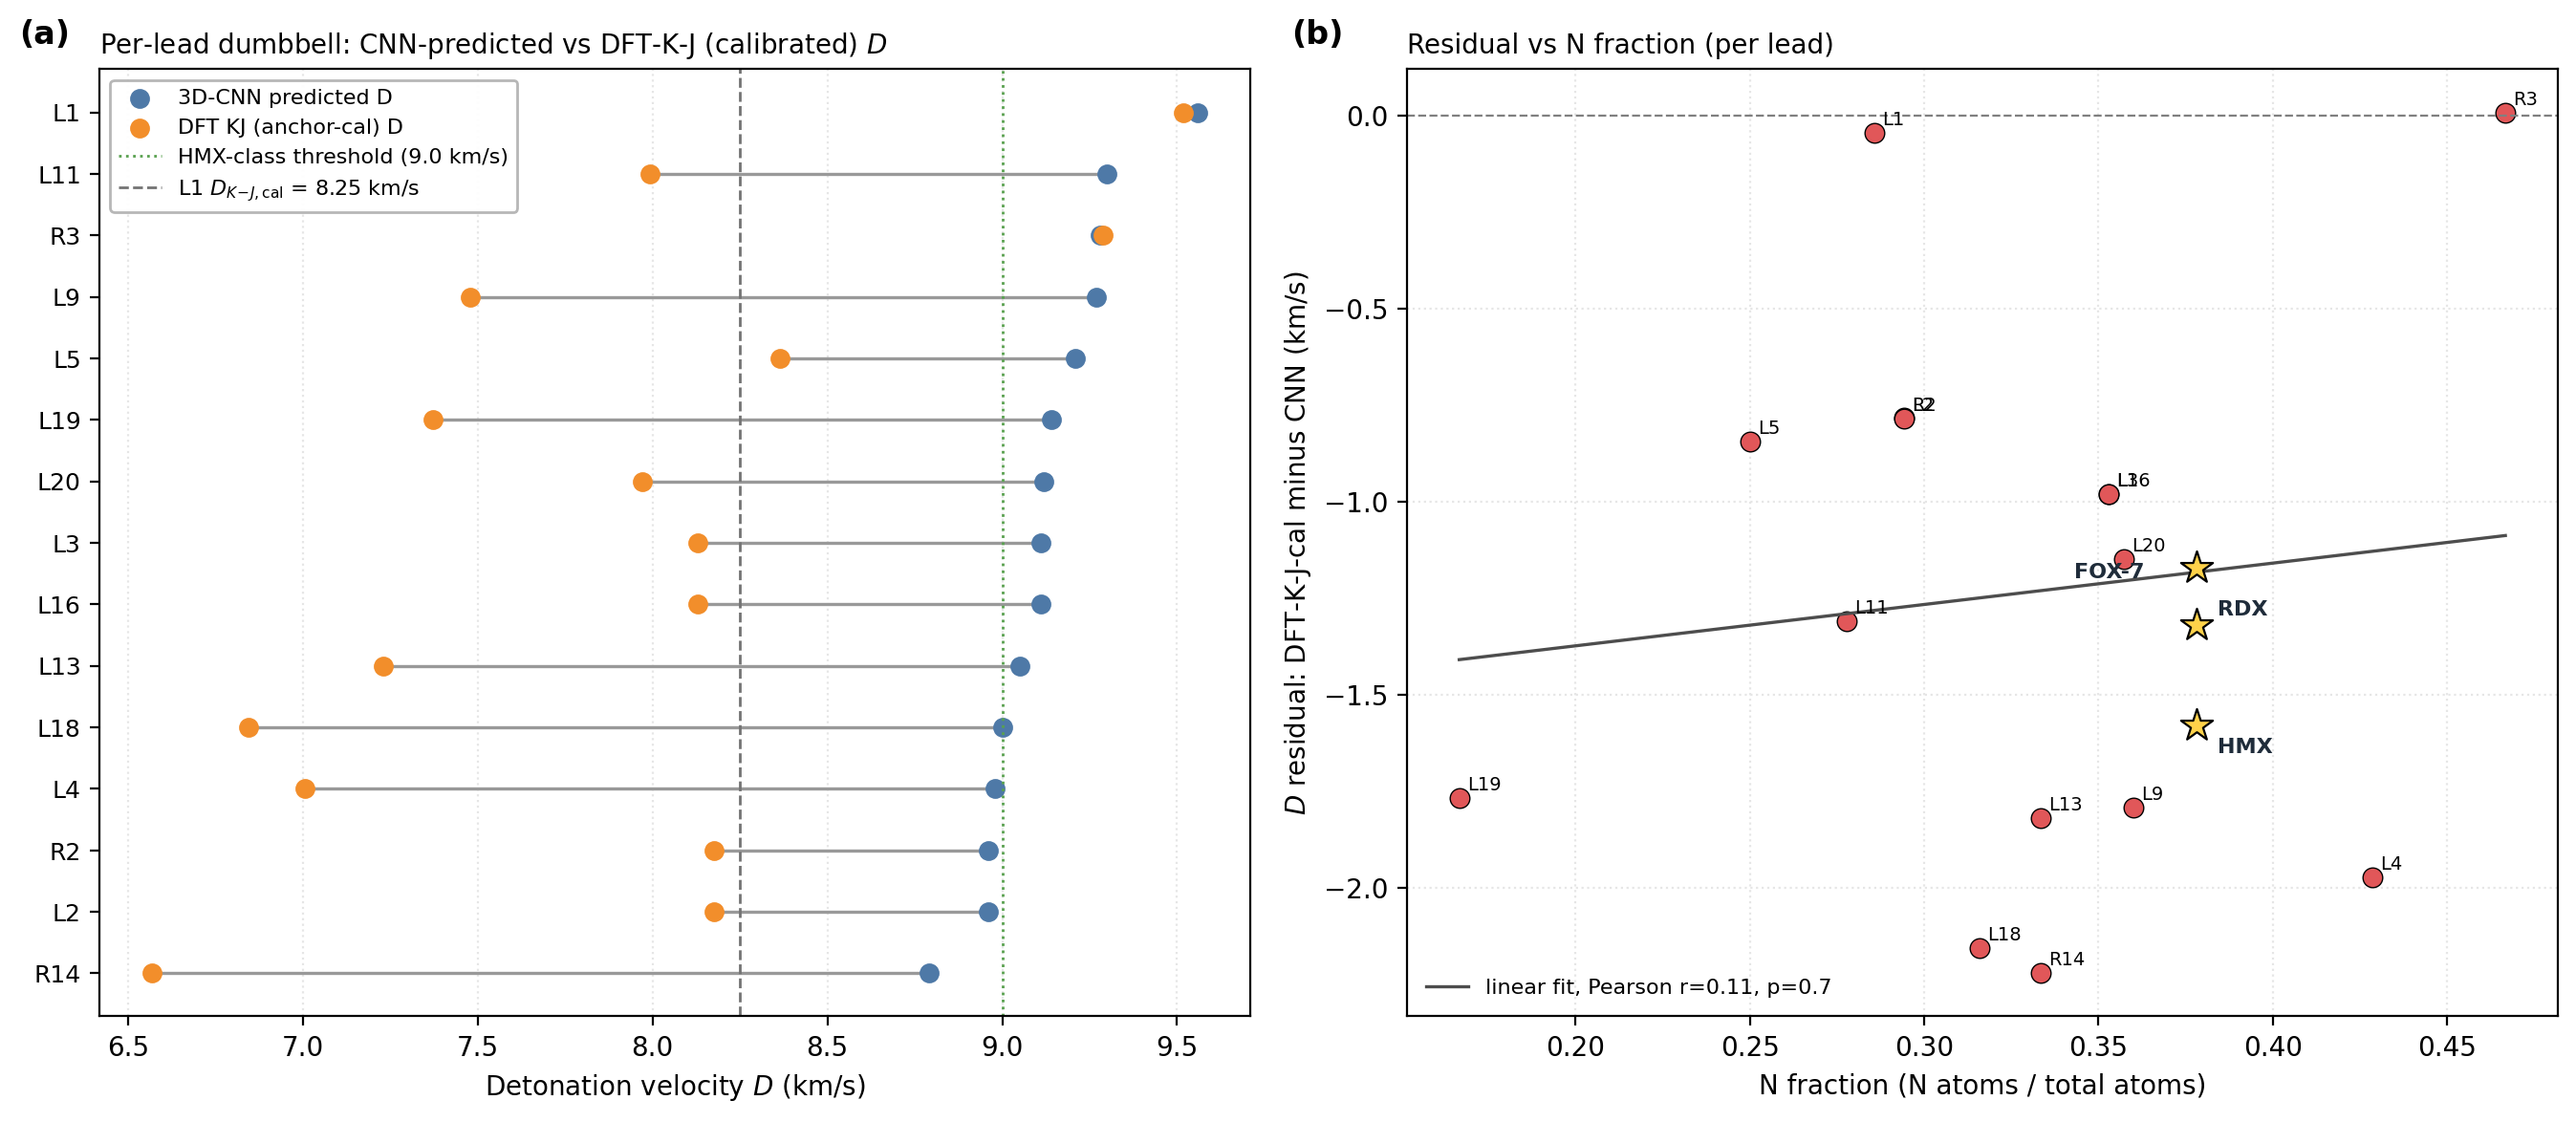 (a)
Per-lead dumbbell: CNN-predicted vs DFT-K-J (calibrated) D
3D-CNN predicted D
DFT KJ (anchor-cal) D
HMX-class threshold (9.0 km/s)
L1 D_{K−J,cal} = 8.25 km/s
L1
L11
R3
L9
L5
L19
L20
L3
L16
L13
L18
L4
R2
L2
R14
6.5 7.0 7.5 8.0 8.5 9.0 9.5
Detonation velocity D (km/s)
(b)
Residual vs N fraction (per lead)
D residual: DFT-K-J-cal minus CNN (km/s)
0.0
−0.5
−1.0
−1.5
−2.0
R3
L1
R2
L5
L16
L20
FOX-7
RDX
L11
HMX
L19
L13
L9
L4
L18
R14
linear fit, Pearson r=0.11, p=0.7
0.20 0.25 0.30 0.35 0.40 0.45
N fraction (N atoms / total atoms)